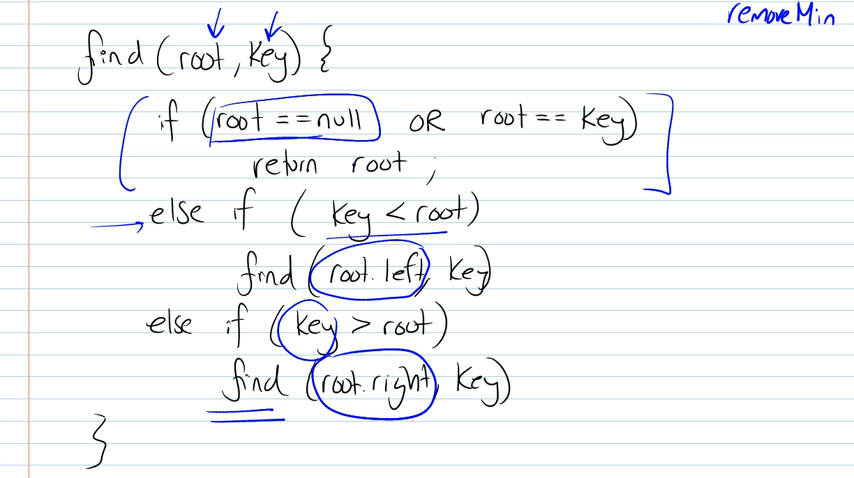 removeMin
find (root, key) {
if (root == null OR root == key)
return root ;
else if ( key < root)
find (root.left, key)
else if (key > root)
find (root.right, key)
}